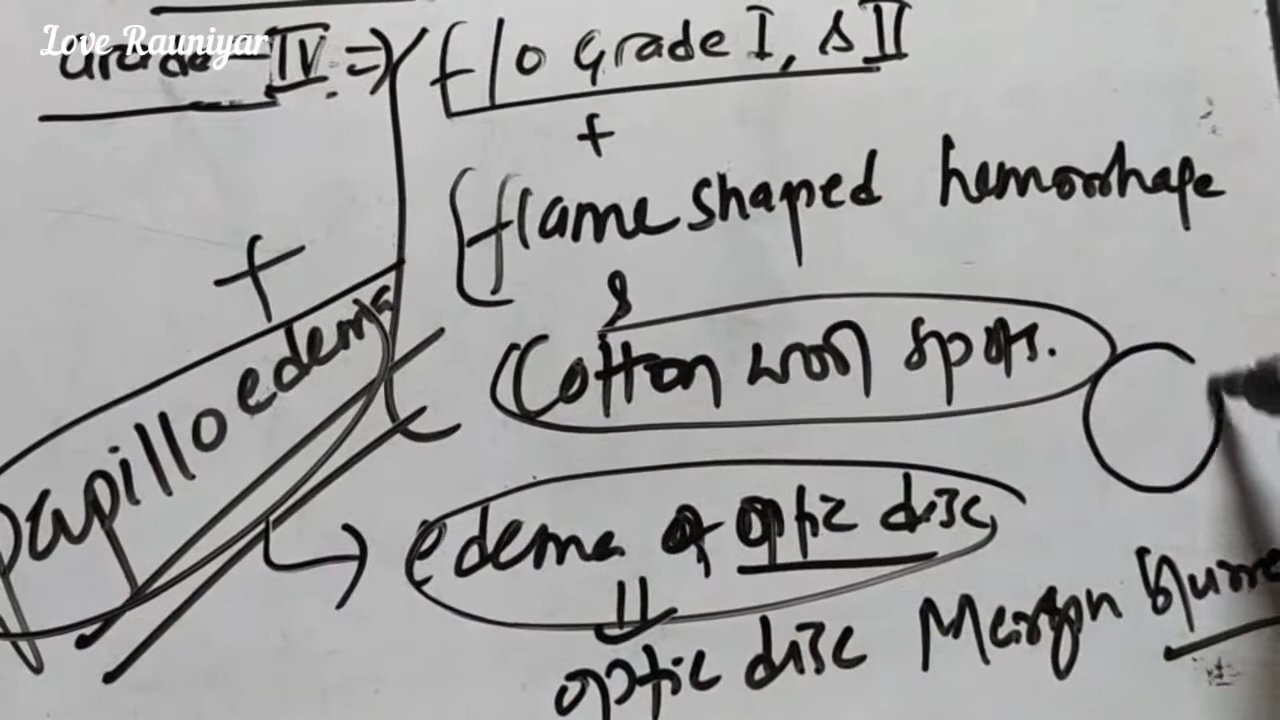 Love Rauniyar
Grade IV => f/o Grade I, & II
+
flame shaped hemorrhage
+
&
Papilloedema
Cotton wool spots.
edema of optic disc
optic disc Margin blurre